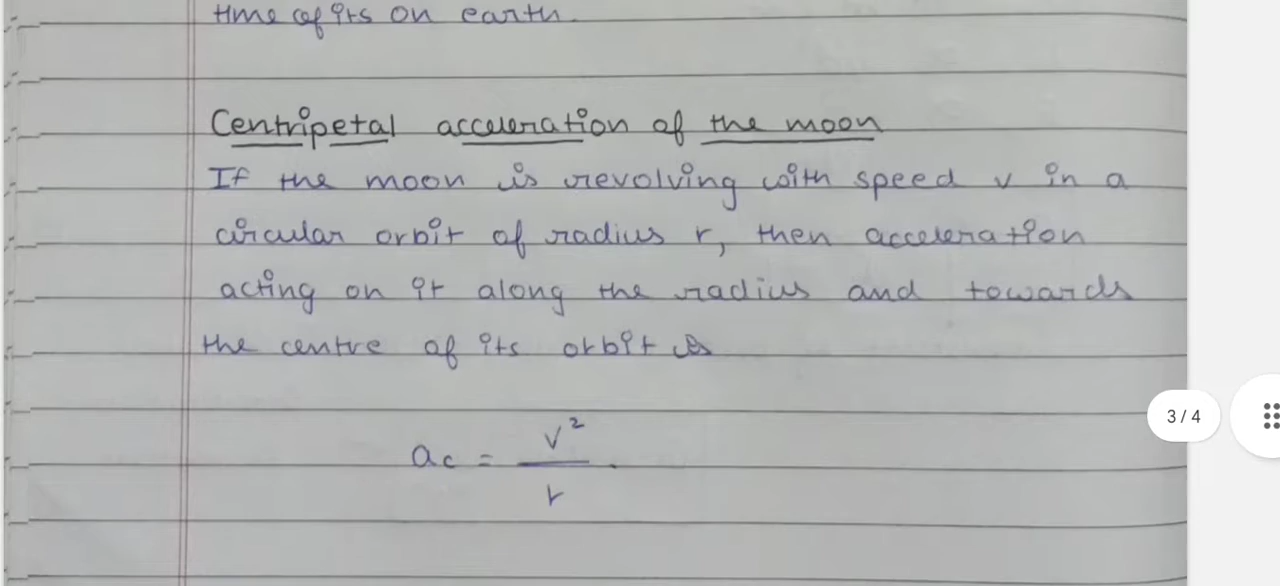 time of its on earth.
Centripetal acceleration of the moon
If the moon is revolving with speed v in a
circular orbit of radius r, then acceleration
acting on it along the radius and towards
the centre of its orbit is
ac = v²/r.
3 / 4